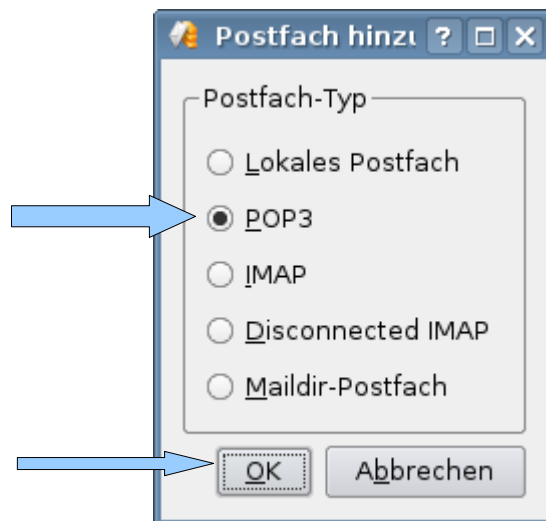 Postfach hinzu
Postfach-Typ
Lokales Postfach
POP3
IMAP
Disconnected IMAP
Maildir-Postfach
OK
Abbrechen